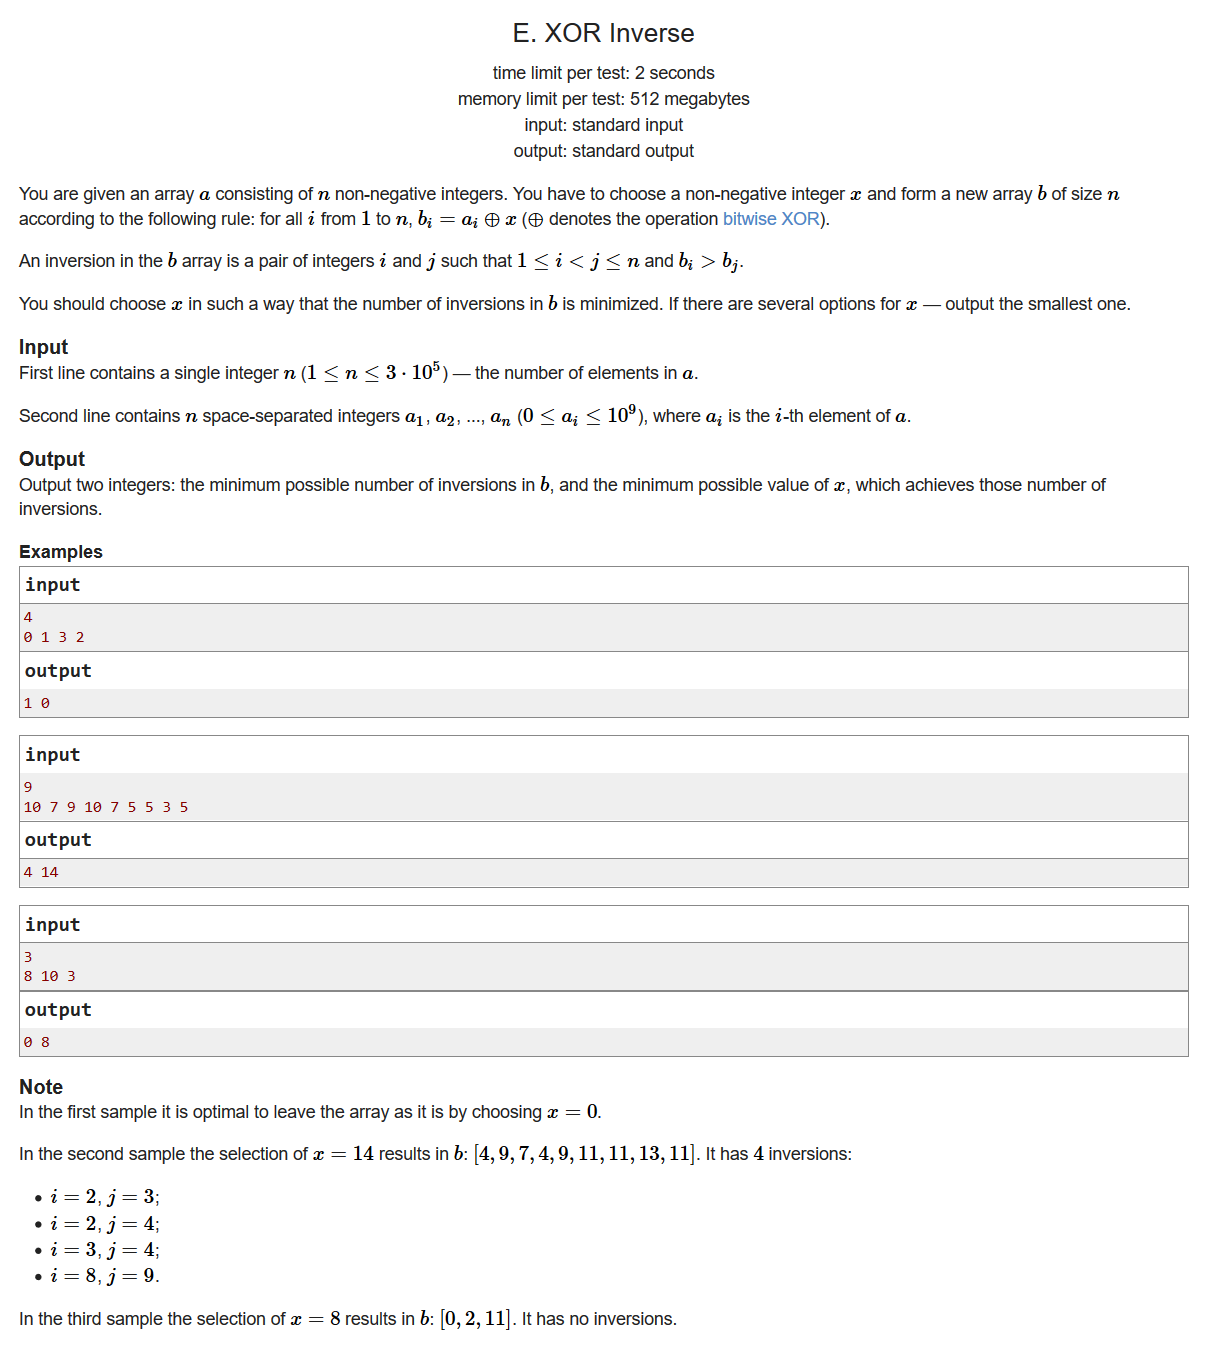 E. XOR Inverse
time limit per test: 2 seconds
memory limit per test: 512 megabytes
input: standard input
output: standard output
You are given an array a consisting of n non-negative integers. You have to choose a non-negative integer x and form a new array b of size n
according to the following rule: for all i from 1 to n, b_i = a_i ⊕ x (⊕ denotes the operation bitwise XOR).
An inversion in the b array is a pair of integers i and j such that 1 ≤ i < j ≤ n and b_i > b_j.
You should choose x in such a way that the number of inversions in b is minimized. If there are several options for x — output the smallest one.
Input
First line contains a single integer n (1 ≤ n ≤ 3 · 10^5) — the number of elements in a.
Second line contains n space-separated integers a_1, a_2, ..., a_n (0 ≤ a_i ≤ 10^9), where a_i is the i-th element of a.
Output
Output two integers: the minimum possible number of inversions in b, and the minimum possible value of x, which achieves those number of
inversions.
Examples
input
4
0 1 3 2
output
1 0
input
9
10 7 9 10 7 5 5 3 5
output
4 14
input
3
8 10 3
output
0 8
Note
In the first sample it is optimal to leave the array as it is by choosing x = 0.
In the second sample the selection of x = 14 results in b: [4, 9, 7, 4, 9, 11, 11, 13, 11]. It has 4 inversions:
• i = 2, j = 3;
• i = 2, j = 4;
• i = 3, j = 4;
• i = 8, j = 9.
In the third sample the selection of x = 8 results in b: [0, 2, 11]. It has no inversions.